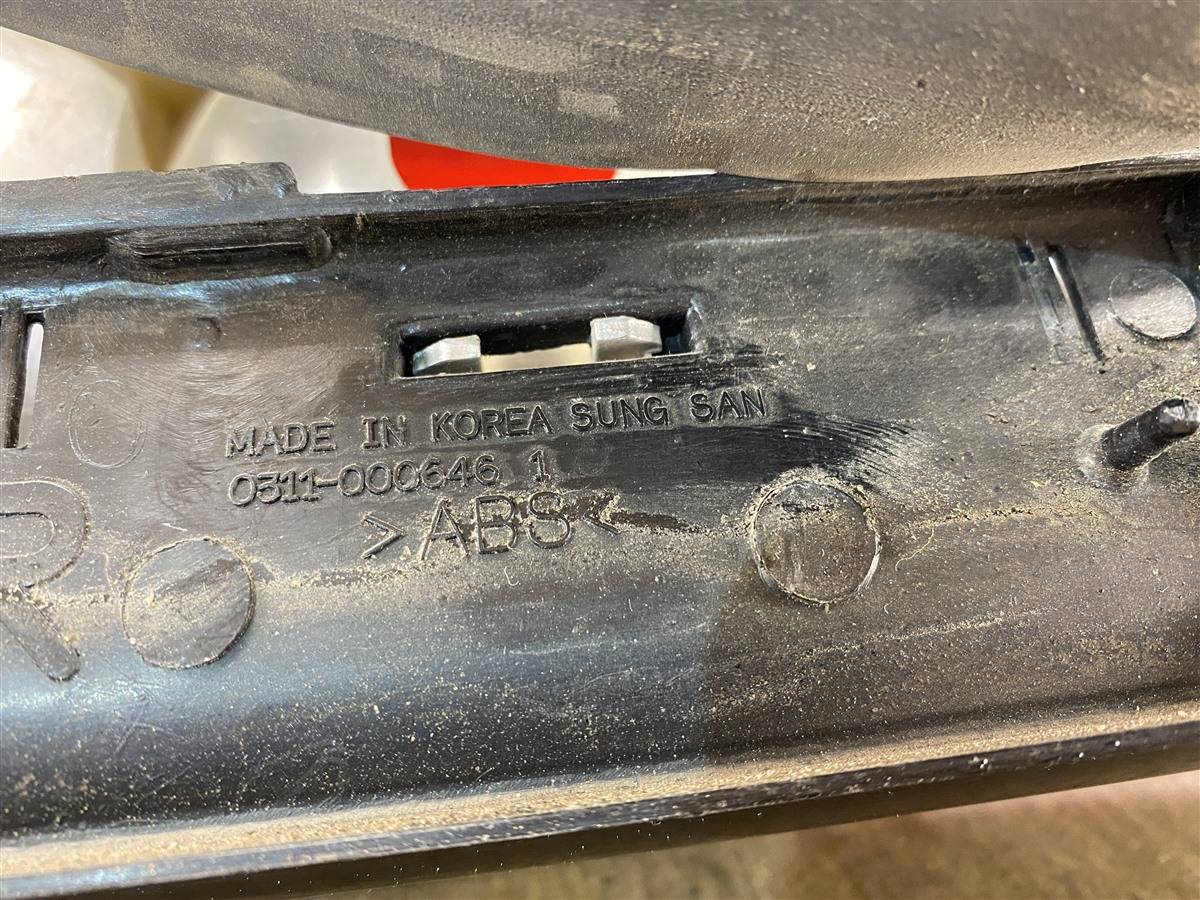 MADE IN KOREA SUNG SAN
0311-000646 1
>ABS<
R